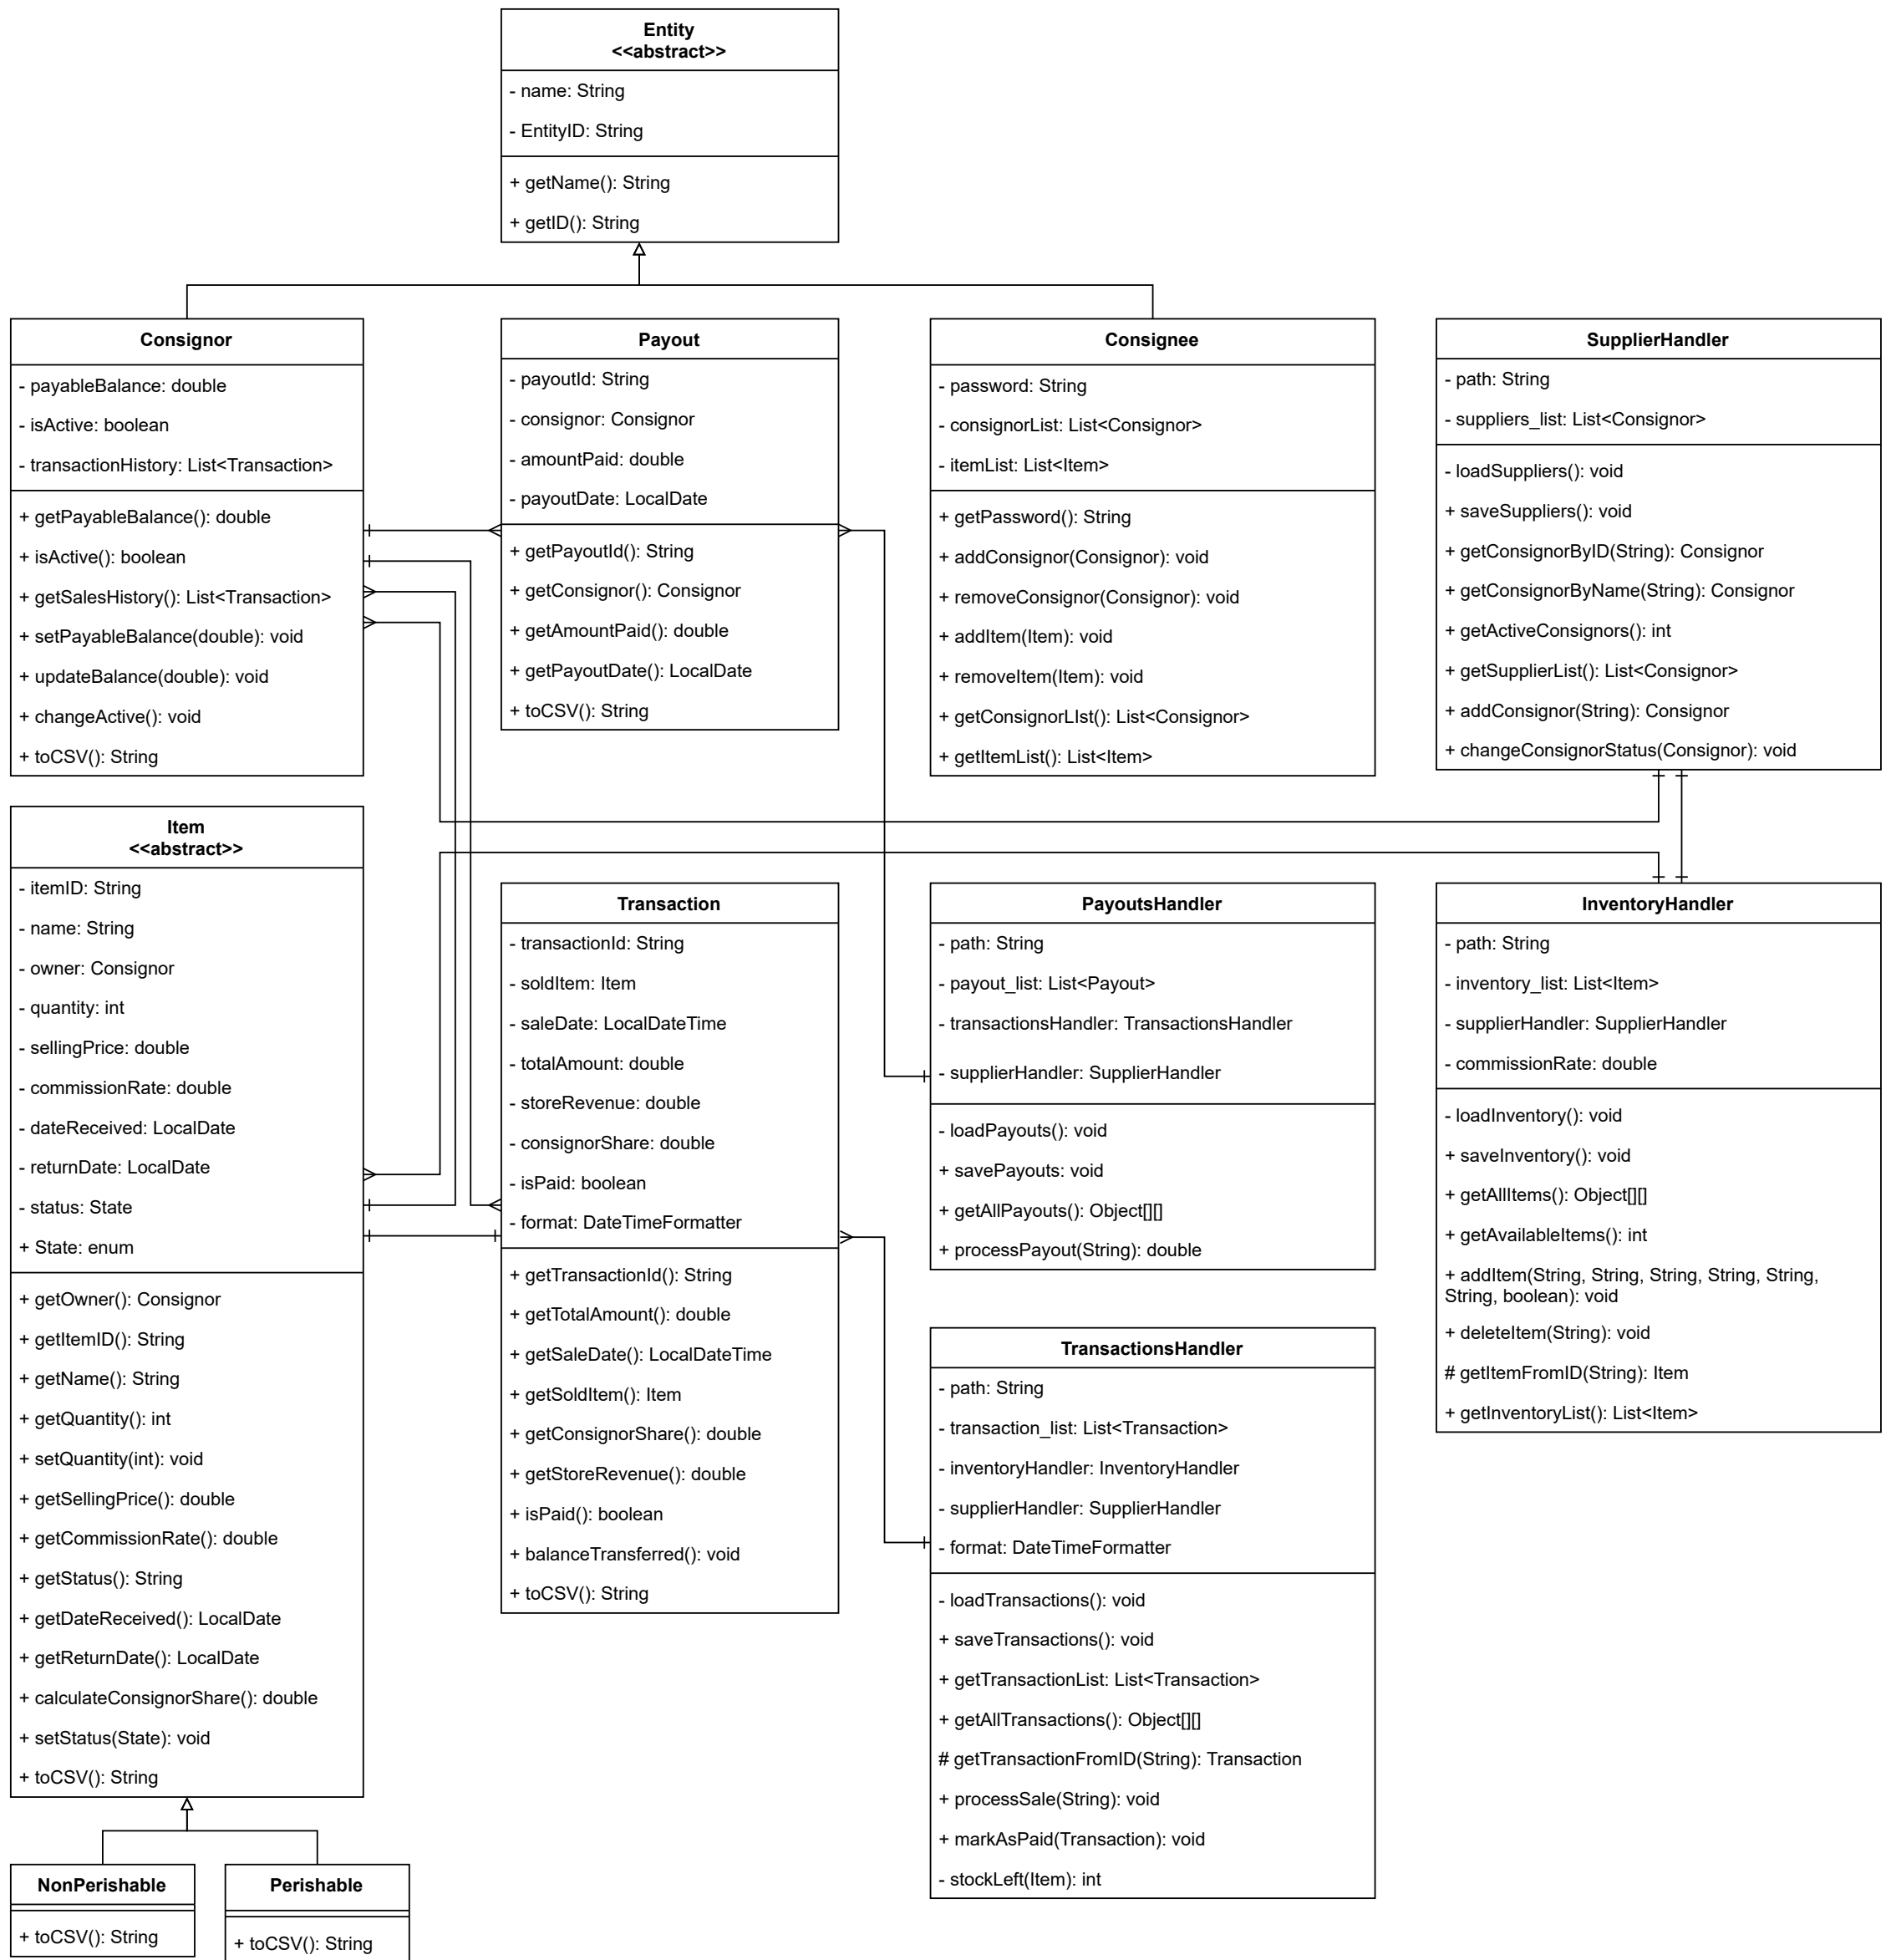 Entity
<<abstract>>
- name: String
- EntityID: String
+ getName(): String
+ getID(): String
Consignor
- payableBalance: double
- isActive: boolean
- transactionHistory: List<Transaction>
+ getPayableBalance(): double
+ isActive(): boolean
+ getSalesHistory(): List<Transaction>
+ setPayableBalance(double): void
+ updateBalance(double): void
+ changeActive(): void
+ toCSV(): String
Payout
- payoutId: String
- consignor: Consignor
- amountPaid: double
- payoutDate: LocalDate
+ getPayoutId(): String
+ getConsignor(): Consignor
+ getAmountPaid(): double
+ getPayoutDate(): LocalDate
+ toCSV(): String
Consignee
- password: String
- consignorList: List<Consignor>
- itemList: List<Item>
+ getPassword(): String
+ addConsignor(Consignor): void
+ removeConsignor(Consignor): void
+ addItem(Item): void
+ removeItem(Item): void
+ getConsignorLIst(): List<Consignor>
+ getItemList(): List<Item>
SupplierHandler
- path: String
- suppliers_list: List<Consignor>
- loadSuppliers(): void
+ saveSuppliers(): void
+ getConsignorByID(String): Consignor
+ getConsignorByName(String): Consignor
+ getActiveConsignors(): int
+ getSupplierList(): List<Consignor>
+ addConsignor(String): Consignor
+ changeConsignorStatus(Consignor): void
Item
<<abstract>>
- itemID: String
- name: String
- owner: Consignor
- quantity: int
- sellingPrice: double
- commissionRate: double
- dateReceived: LocalDate
- returnDate: LocalDate
- status: State
+ State: enum
+ getOwner(): Consignor
+ getItemID(): String
+ getName(): String
+ getQuantity(): int
+ setQuantity(int): void
+ getSellingPrice(): double
+ getCommissionRate(): double
+ getStatus(): String
+ getDateReceived(): LocalDate
+ getReturnDate(): LocalDate
+ calculateConsignorShare(): double
+ setStatus(State): void
+ toCSV(): String
Transaction
- transactionId: String
- soldItem: Item
- saleDate: LocalDateTime
- totalAmount: double
- storeRevenue: double
- consignorShare: double
- isPaid: boolean
- format: DateTimeFormatter
+ getTransactionId(): String
+ getTotalAmount(): double
+ getSaleDate(): LocalDateTime
+ getSoldItem(): Item
+ getConsignorShare(): double
+ getStoreRevenue(): double
+ isPaid(): boolean
+ balanceTransferred(): void
+ toCSV(): String
PayoutsHandler
- path: String
- payout_list: List<Payout>
- transactionsHandler: TransactionsHandler
- supplierHandler: SupplierHandler
- loadPayouts(): void
+ savePayouts: void
+ getAllPayouts(): Object[][]
+ processPayout(String): double
InventoryHandler
- path: String
- inventory_list: List<Item>
- supplierHandler: SupplierHandler
- commissionRate: double
- loadInventory(): void
+ saveInventory(): void
+ getAllItems(): Object[][]
+ getAvailableItems(): int
+ addItem(String, String, String, String, String,
String, boolean): void
+ deleteItem(String): void
# getItemFromID(String): Item
+ getInventoryList(): List<Item>
TransactionsHandler
- path: String
- transaction_list: List<Transaction>
- inventoryHandler: InventoryHandler
- supplierHandler: SupplierHandler
- format: DateTimeFormatter
- loadTransactions(): void
+ saveTransactions(): void
+ getTransactionList: List<Transaction>
+ getAllTransactions(): Object[][]
# getTransactionFromID(String): Transaction
+ processSale(String): void
+ markAsPaid(Transaction): void
- stockLeft(Item): int
NonPerishable
+ toCSV(): String
Perishable
+ toCSV(): String